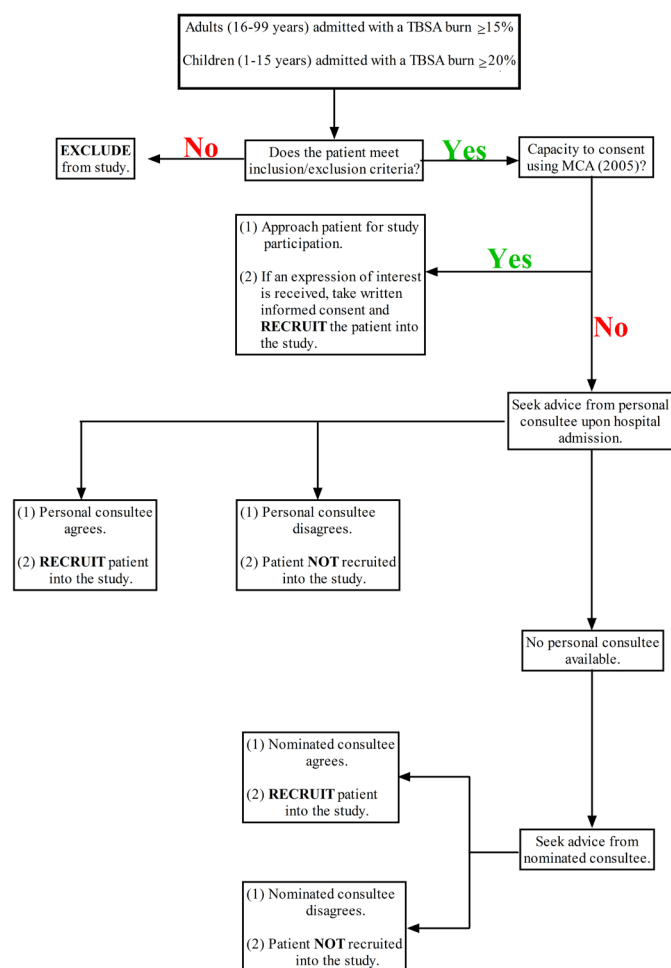 Adults (16-99 years) admitted with a TBSA burn ≥15%
Children (1-15 years) admitted with a TBSA burn ≥20%
EXCLUDE
from study.
No
Does the patient meet
inclusion/exclusion criteria?
Yes
Capacity to consent
using MCA (2005)?
(1) Approach patient for study
participation.
(2) If an expression of interest
is received, take written
informed consent and
RECRUIT the patient into
the study.
Yes
No
Seek advice from personal
consultee upon hospital
admission.
(1) Personal consultee
agrees.
(2) RECRUIT patient
into the study.
(1) Personal consultee
disagrees.
(2) Patient NOT recruited
into the study.
No personal consultee
available.
(1) Nominated consultee
agrees.
(2) RECRUIT patient
into the study.
Seek advice from
nominated consultee.
(1) Nominated consultee
disagrees.
(2) Patient NOT recruited
into the study.